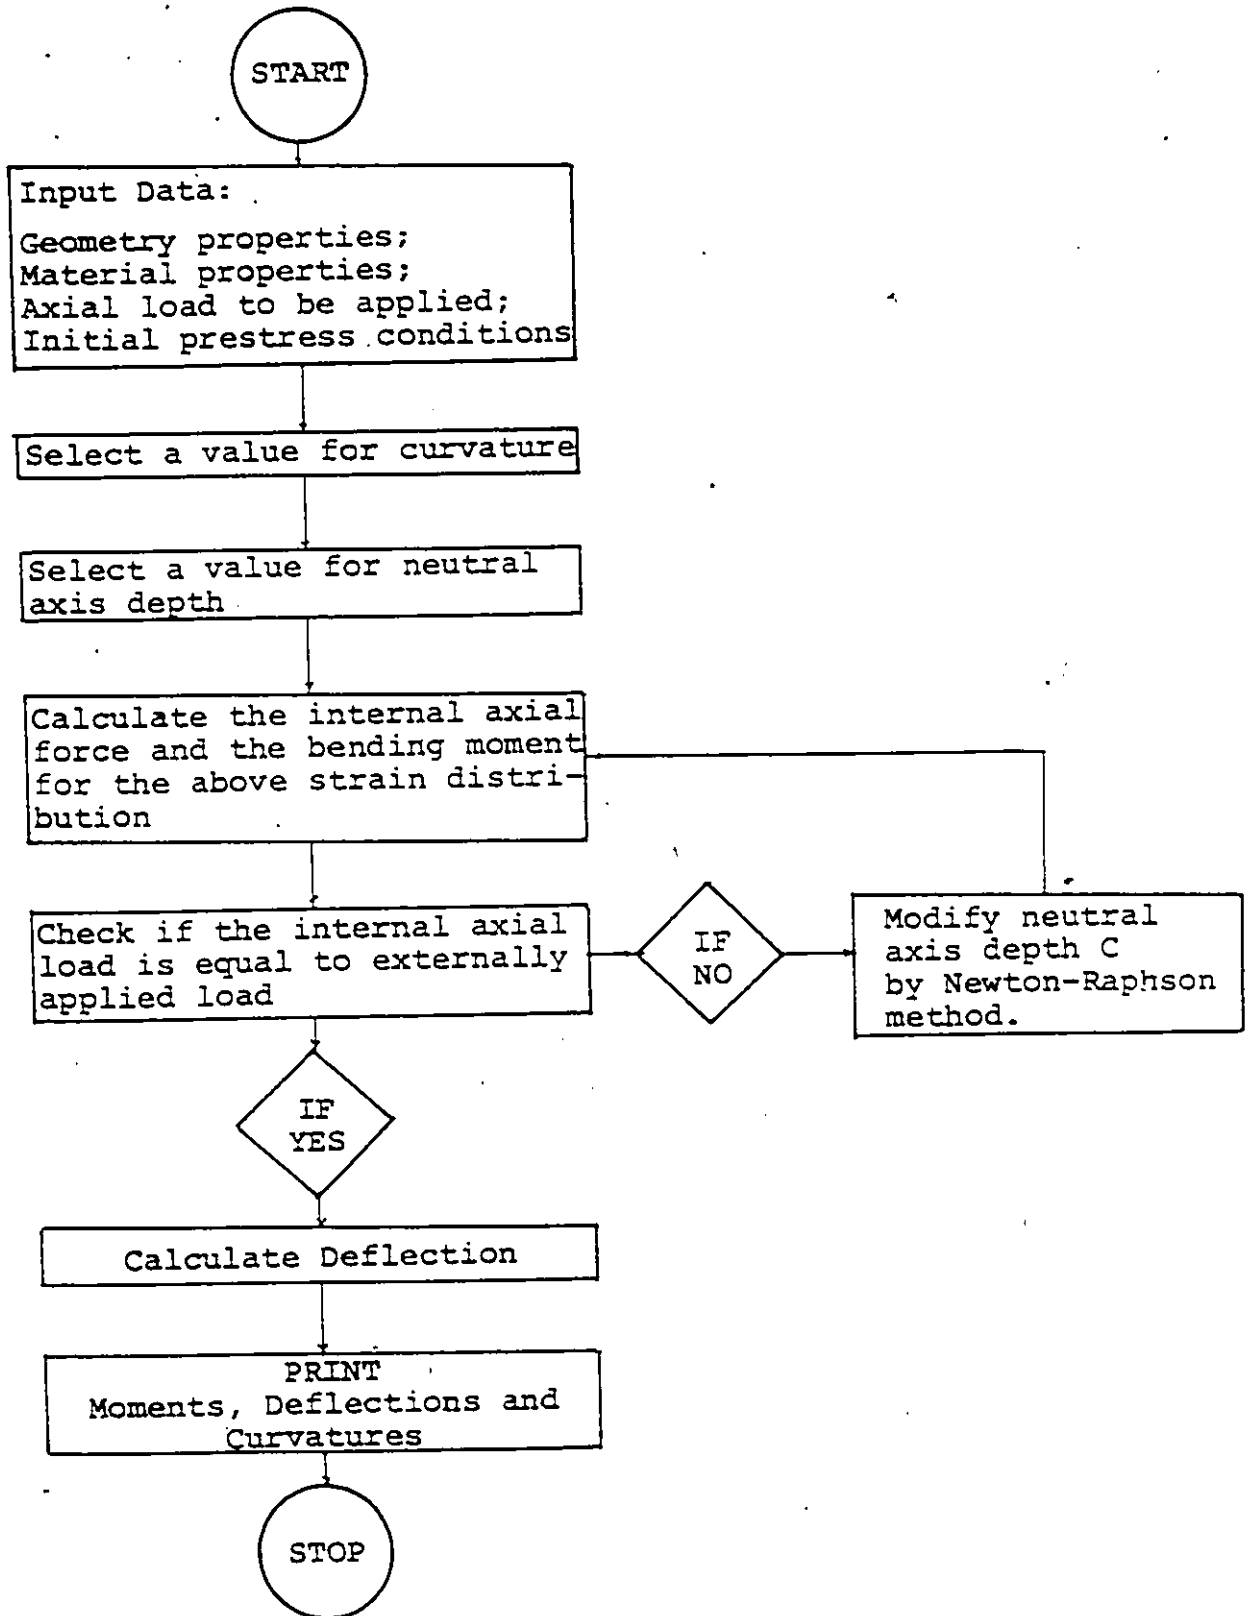 START
Input Data:
Geometry properties;
Material properties;
Axial load to be applied;
Initial prestress conditions
Select a value for curvature
Select a value for neutral
axis depth
Calculate the internal axial
force and the bending moment
for the above strain distri-
bution
Check if the internal axial
load is equal to externally
applied load
IF
NO
Modify neutral
axis depth C
by Newton-Raphson
method.
IF
YES
Calculate Deflection
PRINT
Moments, Deflections and
Curvatures
STOP